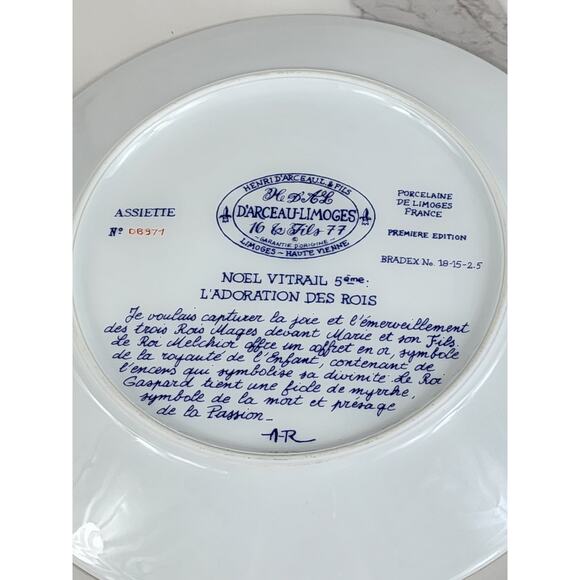 HENRI D'ARCEAU L. & FILS
H D'A L
D'ARCEAU-LIMOGES
16 & Fils 77
GARANTIE D'ORIGINE
©
LIMOGES - HAUTE VIENNE
ASSIETTE
No 08971
PORCELAINE
DE LIMOGES
FRANCE
PREMIERE EDITION
BRADEX No. 18-15-2.5
NOEL VITRAIL 5ème:
L'ADORATION DES ROIS
Je voulais capturer la joie et l'émerveillement
des trois Rois Mages devant Marie et son Fils.
Le Roi Melchior offre un coffret en or, symbole
de la royauté de l'Enfant, contenant de
l'encens qui symbolise sa divinité. Le Roi
Gaspard tient une fiole de myrrhe,
symbole de la mort et présage
de la Passion_
A-R